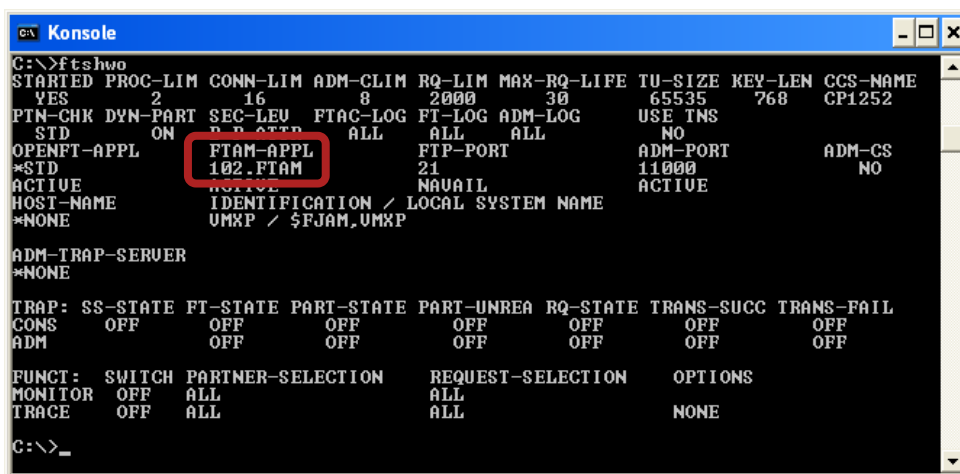 Konsole
C:\>ftshwo
STARTED PROC-LIM CONN-LIM ADM-CLIM RQ-LIM MAX-RQ-LIFE TU-SIZE KEY-LEN CCS-NAME
YES 2 16 8 2000 30 65535 768 CP1252
PTN-CHK DYN-PART SEC-LEV FTAC-LOG FT-LOG ADM-LOG USE TNS
STD ON ALL ALL ALL NO
OPENFT-APPL FTAM-APPL FTP-PORT ADM-PORT ADM-CS
*STD 102.FTAM 21 11000 NO
ACTIVE ACTIVE NAVAIL ACTIVE
HOST-NAME IDENTIFICATION / LOCAL SYSTEM NAME
*NONE VMXP / $FJAM,VMXP
ADM-TRAP-SERVER
*NONE
TRAP: SS-STATE FT-STATE PART-STATE PART-UNREA RQ-STATE TRANS-SUCC TRANS-FAIL
CONS OFF OFF OFF OFF OFF OFF OFF
ADM OFF OFF OFF OFF OFF OFF
FUNCT: SWITCH PARTNER-SELECTION REQUEST-SELECTION OPTIONS
MONITOR OFF ALL ALL
TRACE OFF ALL ALL NONE
C:\>_